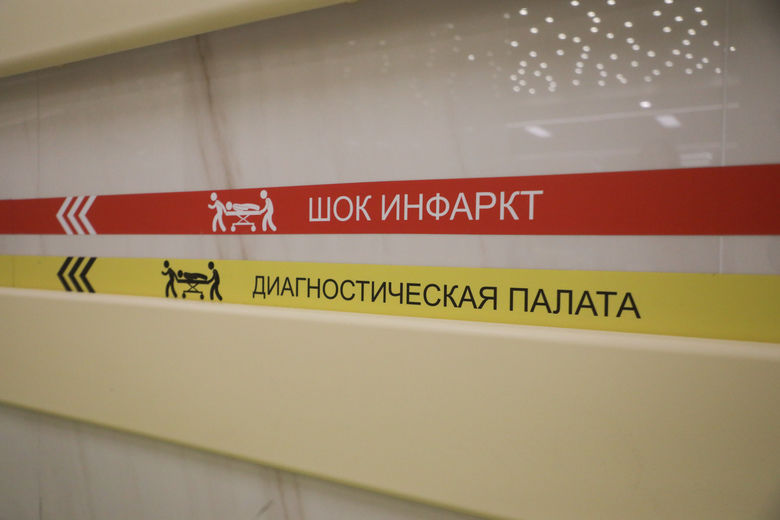 ШОК ИНФАРКТ
ДИАГНОСТИЧЕСКАЯ ПАЛАТА